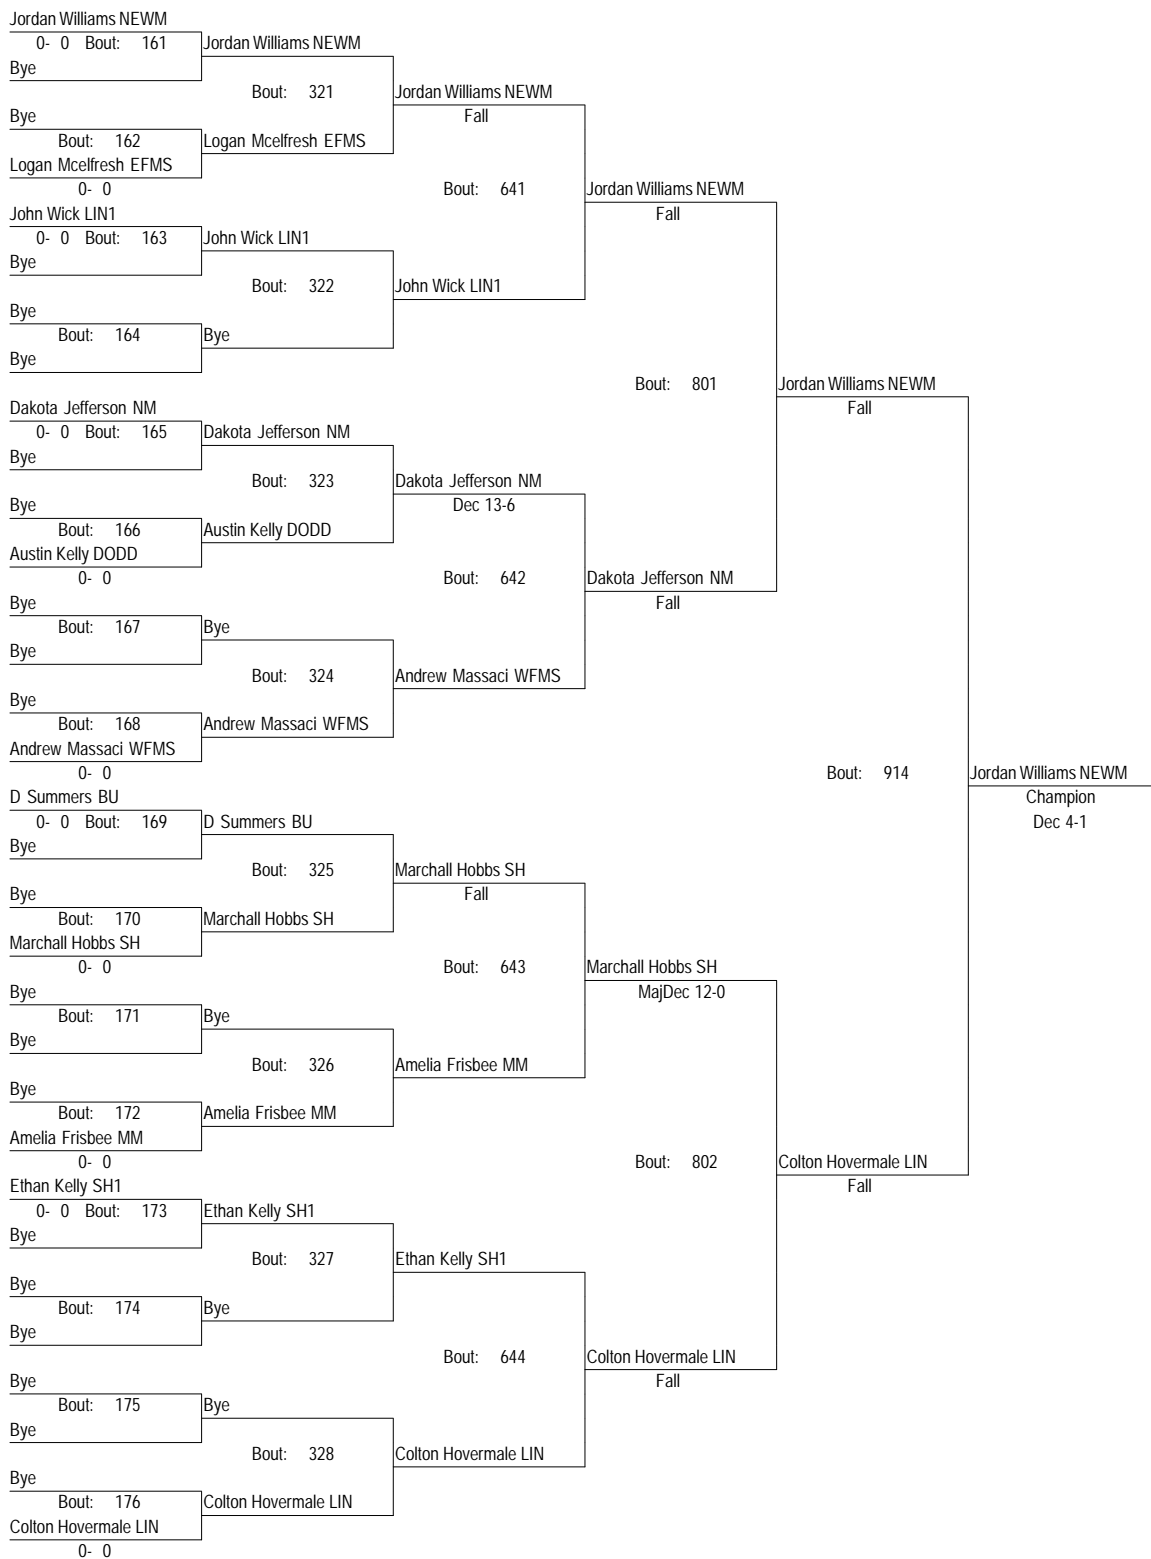 Jordan Williams NEWM
0- 0 Bout: 161
Jordan Williams NEWM
Bye
Bout: 321
Jordan Williams NEWM
Bye
Fall
Bout: 162
Logan Mcelfresh EFMS
Logan Mcelfresh EFMS
0- 0
Bout: 641
Jordan Williams NEWM
John Wick LIN1
Fall
0- 0 Bout: 163
John Wick LIN1
Bye
Bout: 322
John Wick LIN1
Bye
Bout: 164
Bye
Bye
Bout: 801
Jordan Williams NEWM
Dakota Jefferson NM
Fall
0- 0 Bout: 165
Dakota Jefferson NM
Bye
Bout: 323
Dakota Jefferson NM
Bye
Dec 13-6
Bout: 166
Austin Kelly DODD
Austin Kelly DODD
0- 0
Bout: 642
Dakota Jefferson NM
Bye
Fall
Bout: 167
Bye
Bye
Bout: 324
Andrew Massaci WFMS
Bye
Bout: 168
Andrew Massaci WFMS
Andrew Massaci WFMS
0- 0
Bout: 914
Jordan Williams NEWM
D Summers BU
Champion
0- 0 Bout: 169
D Summers BU
Dec 4-1
Bye
Bout: 325
Marchall Hobbs SH
Bye
Fall
Bout: 170
Marchall Hobbs SH
Marchall Hobbs SH
0- 0
Bout: 643
Marchall Hobbs SH
Bye
MajDec 12-0
Bout: 171
Bye
Bye
Bout: 326
Amelia Frisbee MM
Bye
Bout: 172
Amelia Frisbee MM
Amelia Frisbee MM
0- 0
Bout: 802
Colton Hovermale LIN
Ethan Kelly SH1
Fall
0- 0 Bout: 173
Ethan Kelly SH1
Bye
Bout: 327
Ethan Kelly SH1
Bye
Bout: 174
Bye
Bye
Bout: 644
Colton Hovermale LIN
Bye
Fall
Bout: 175
Bye
Bye
Bout: 328
Colton Hovermale LIN
Bye
Bout: 176
Colton Hovermale LIN
Colton Hovermale LIN
0- 0